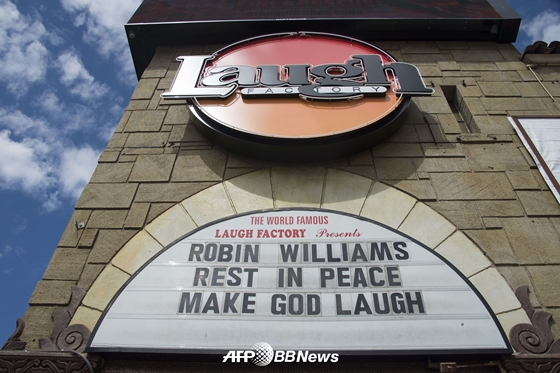 Laugh
FACTORY
THE WORLD FAMOUS
LAUGH FACTORY Presents
ROBIN WILLIAMS
REST IN PEACE
MAKE GOD LAUGH
AFP BBNews